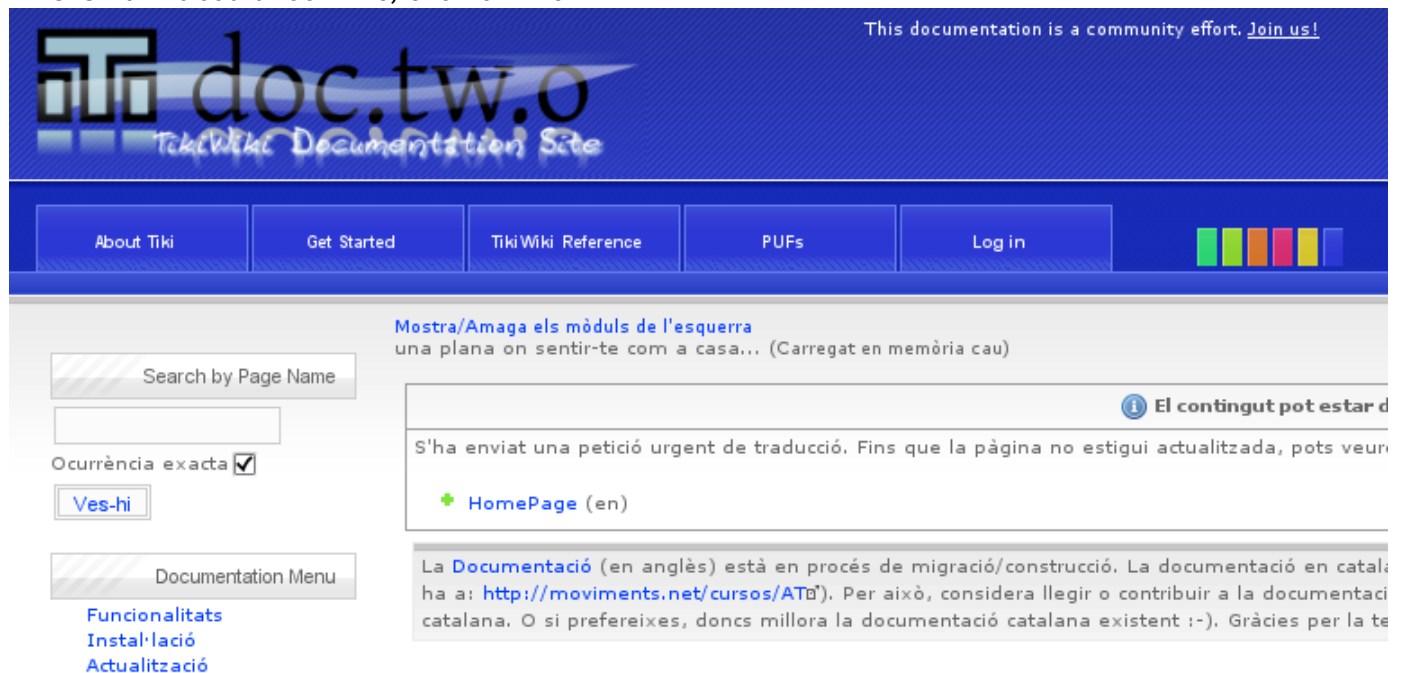 This documentation is a community effort. Join us!
doc.tw.o
TikiWiki Documentation Site
About Tiki
Get Started
TikiWiki Reference
PUFs
Log in
Mostra/Amaga els mòduls de l'esquerra
una plana on sentir-te com a casa... (Carregat en memòria cau)
Search by Page Name
El contingut pot estar d
S'ha enviat una petició urgent de traducció. Fins que la pàgina no estigui actualitzada, pots veur
Ocurrència exacta
Ves-hi
HomePage (en)
La Documentació (en anglès) està en procés de migració/construcció. La documentació en catal
ha a: http://moviments.net/cursos/AT). Per això, considera llegir o contribuir a la documentaci
catalana. O si prefereixes, doncs millora la documentació catalana existent :-). Gràcies per la te
Documentation Menu
Funcionalitats
Instal·lació
Actualització